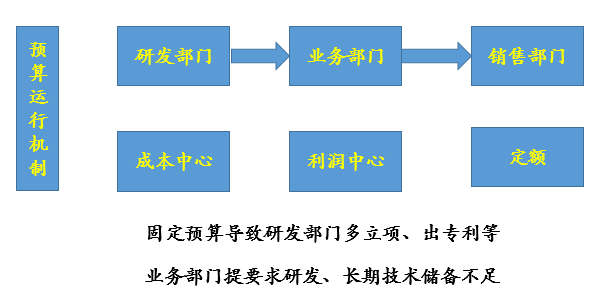 预算运行机制
研发部门
业务部门
销售部门
成本中心
利润中心
定额
固定预算导致研发部门多立项、出专利等
业务部门提要求研发、长期技术储备不足